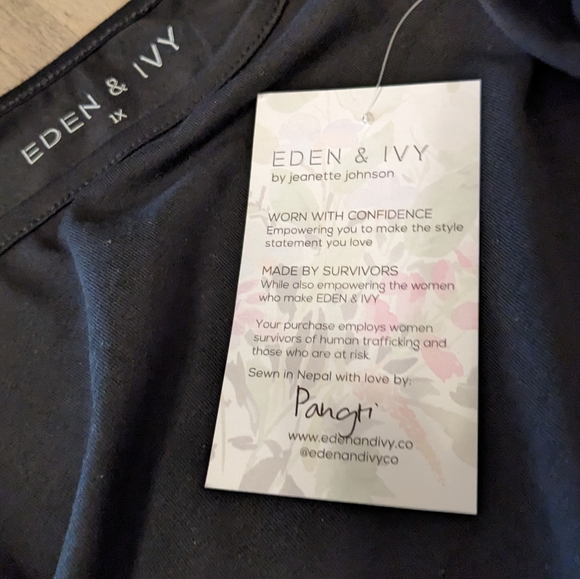 EDEN & IVY
1X
EDEN & IVY
by jeanette johnson
WORN WITH CONFIDENCE
Empowering you to make the style
statement you love
MADE BY SURVIVORS
While also empowering the women
who make EDEN & IVY
Your purchase employs women
survivors of human trafficking and
those who are at risk.
Sewn in Nepal with love by:
Pangri
www.edenandivy.co
@edenandivyco